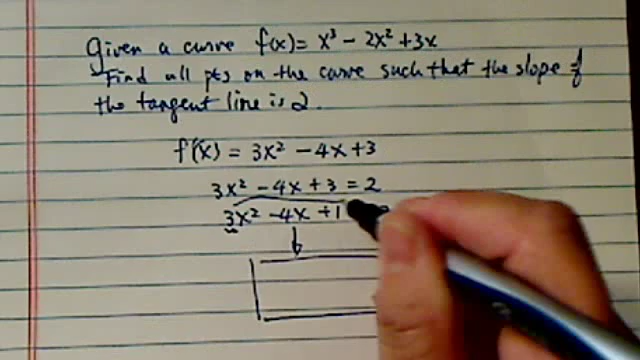 Given a curve f(x) = x³ - 2x² + 3x
Find all pts on the curve such that the slope of
the tangent line is 2.
f'(x) = 3x² - 4x + 3
3x² - 4x + 3 = 2
3x² - 4x + 1